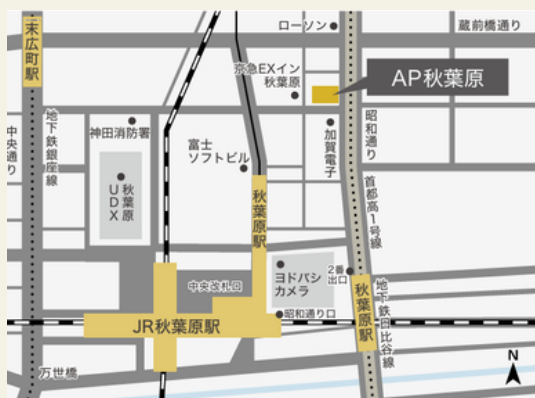 ローソン
蔵前橋通り
末広町駅
京急EXイン
秋葉原
AP秋葉原
中央通り
地下鉄銀座線
神田消防署
富士
ソフトビル
加賀電子
昭和通り
首都高1号線
秋葉原
UDX
秋葉原駅
中央改札口
ヨドバシ
カメラ
2番
出口
昭和通り口
秋葉原駅
地下鉄日比谷線
JR秋葉原駅
万世橋
N